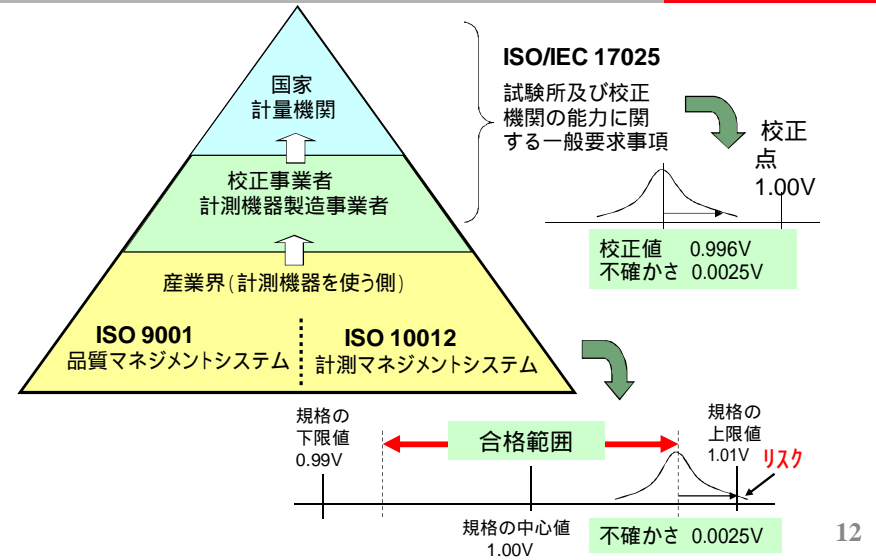 国家
計量機関
校正事業者
計測機器製造事業者
産業界(計測機器を使う側)
ISO 9001
品質マネジメントシステム
ISO 10012
計測マネジメントシステム
ISO/IEC 17025
試験所及び校正
機関の能力に関
する一般要求事項
校正
点
1.00V
校正値 0.996V
不確かさ 0.0025V
規格の
下限値
0.99V
合格範囲
規格の
上限値
1.01V
リスク
規格の中心値
1.00V
不確かさ 0.0025V
12